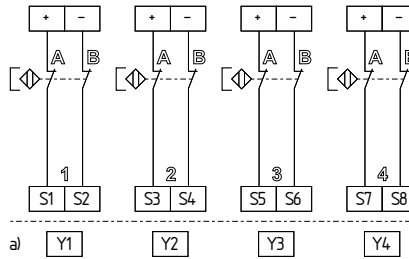 + − + − + − + −
A B A B A B A B
1 2 3 4
S1 S2 S3 S4 S5 S6 S7 S8
a) Y1 Y2 Y3 Y4